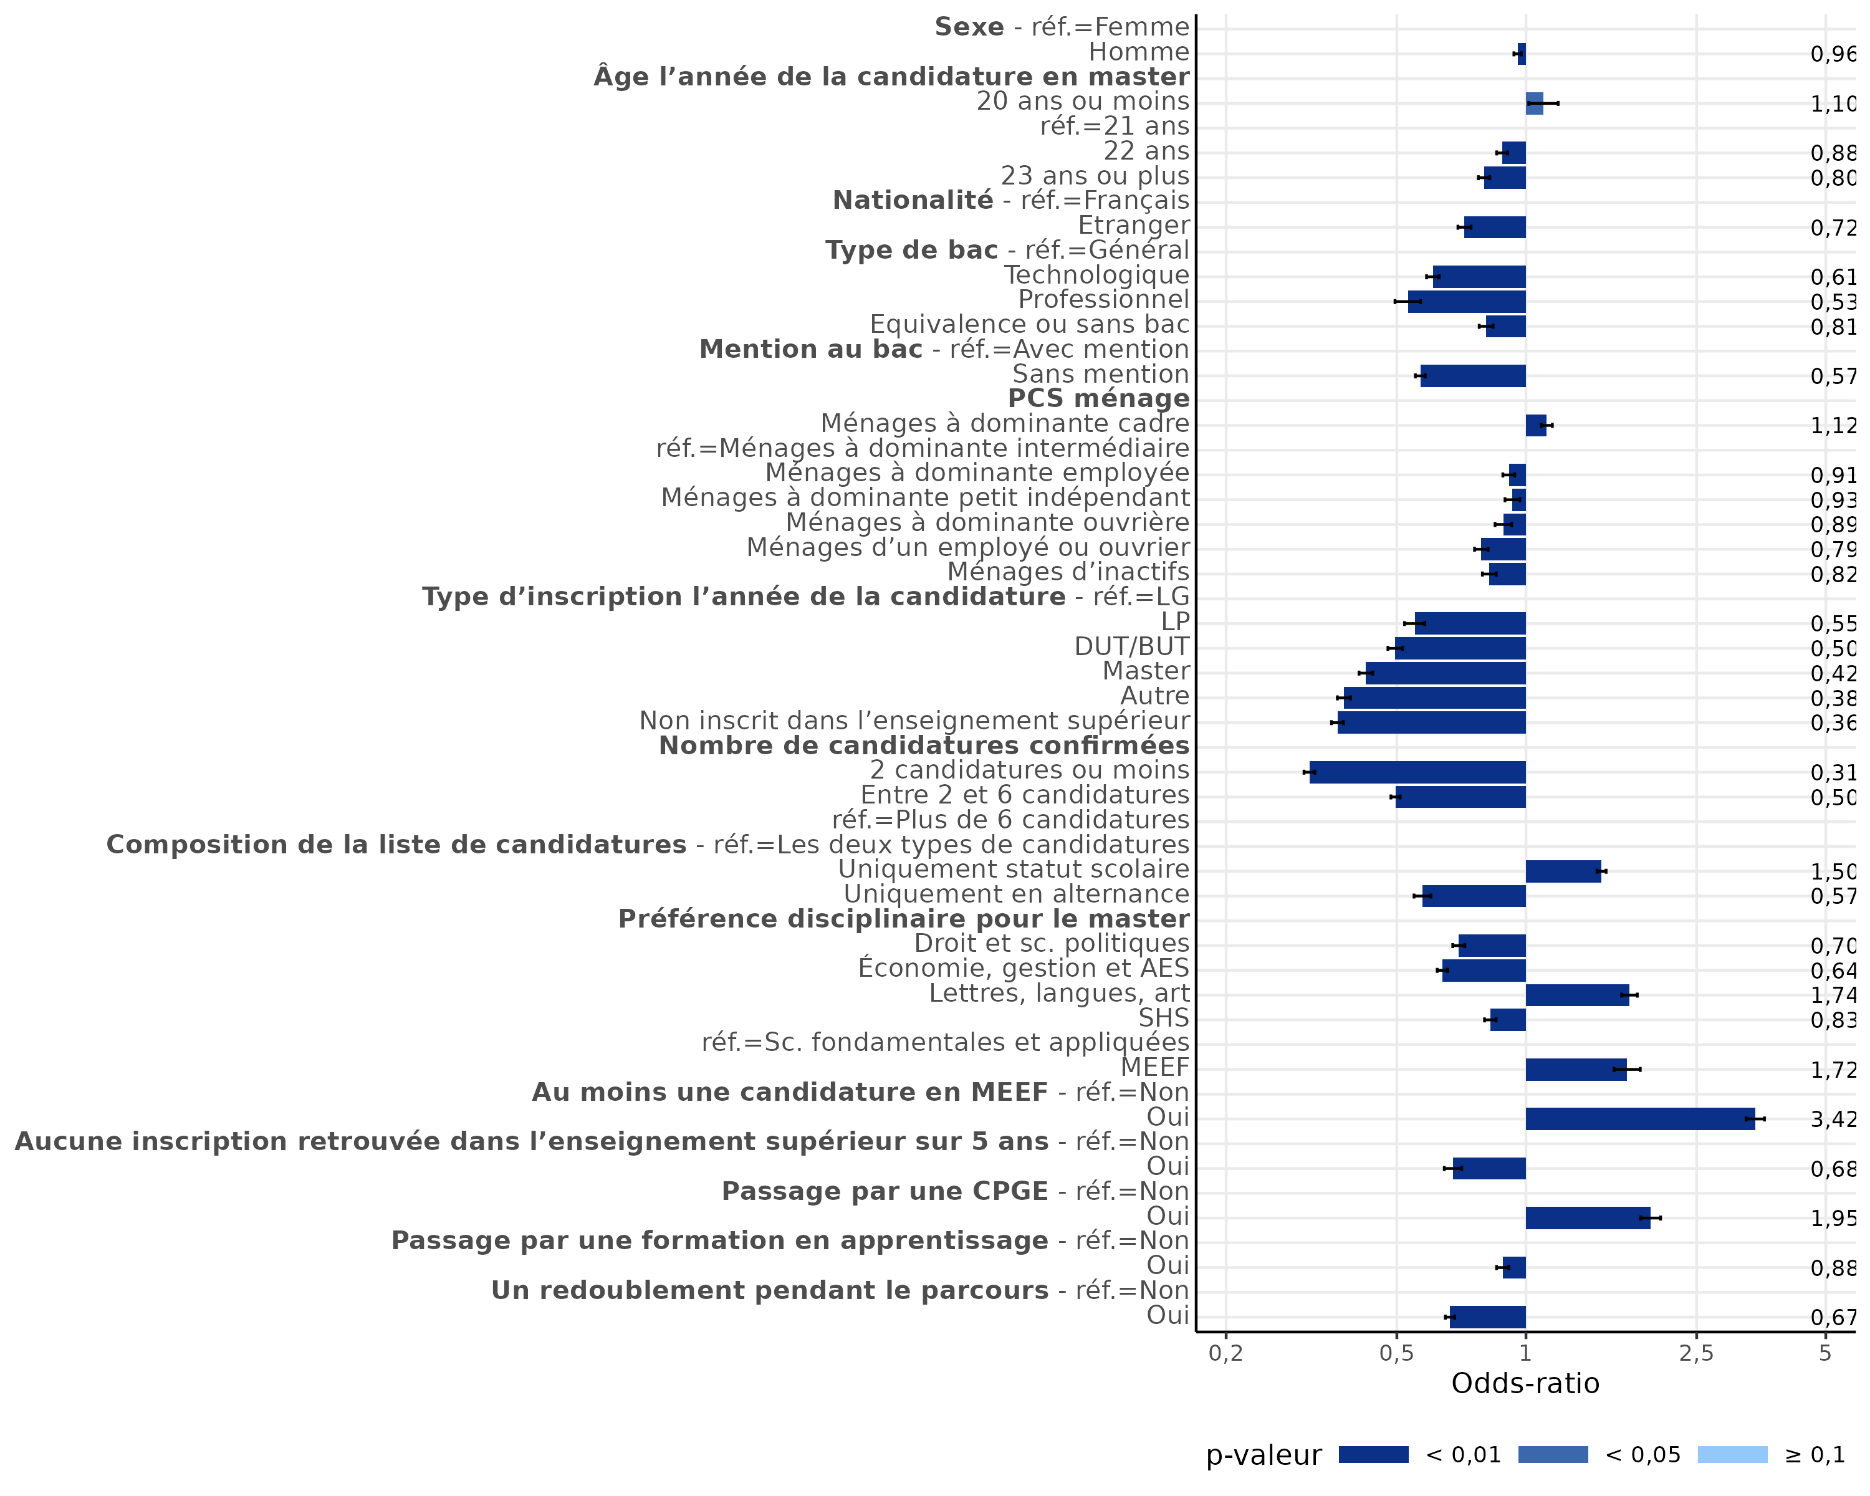 Sexe - réf.=Femme
Homme 0,96
Âge l’année de la candidature en master
20 ans ou moins 1,10
réf.=21 ans
22 ans 0,88
23 ans ou plus 0,80
Nationalité - réf.=Français
Etranger 0,72
Type de bac - réf.=Général
Technologique 0,61
Professionnel 0,53
Equivalence ou sans bac 0,81
Mention au bac - réf.=Avec mention
Sans mention 0,57
PCS ménage
Ménages à dominante cadre 1,12
réf.=Ménages à dominante intermédiaire
Ménages à dominante employée 0,91
Ménages à dominante petit indépendant 0,93
Ménages à dominante ouvrière 0,89
Ménages d’un employé ou ouvrier 0,79
Ménages d’inactifs 0,82
Type d’inscription l’année de la candidature - réf.=LG
LP 0,55
DUT/BUT 0,50
Master 0,42
Autre 0,38
Non inscrit dans l’enseignement supérieur 0,36
Nombre de candidatures confirmées
2 candidatures ou moins 0,31
Entre 2 et 6 candidatures 0,50
réf.=Plus de 6 candidatures
Composition de la liste de candidatures - réf.=Les deux types de candidatures
Uniquement statut scolaire 1,50
Uniquement en alternance 0,57
Préférence disciplinaire pour le master
Droit et sc. politiques 0,70
Économie, gestion et AES 0,64
Lettres, langues, art 1,74
SHS 0,83
réf.=Sc. fondamentales et appliquées
MEEF 1,72
Au moins une candidature en MEEF - réf.=Non
Oui 3,42
Aucune inscription retrouvée dans l’enseignement supérieur sur 5 ans - réf.=Non
Oui 0,68
Passage par une CPGE - réf.=Non
Oui 1,95
Passage par une formation en apprentissage - réf.=Non
Oui 0,88
Un redoublement pendant le parcours - réf.=Non
Oui 0,67
0,2 0,5 1 2,5 5
Odds-ratio
p-valeur < 0,01 < 0,05 ≥ 0,1